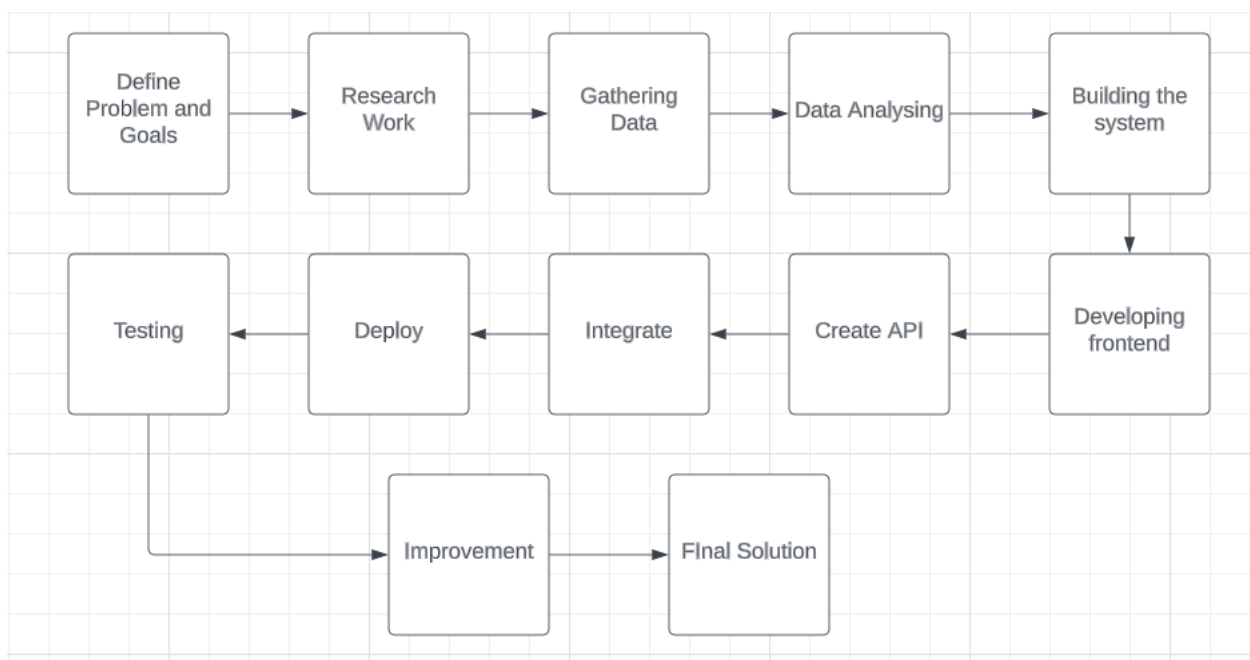 Define
Problem and
Goals
Research
Work
Gathering
Data
Data Analysing
Building the
system
Developing
frontend
Create API
Integrate
Deploy
Testing
Improvement
FInal Solution